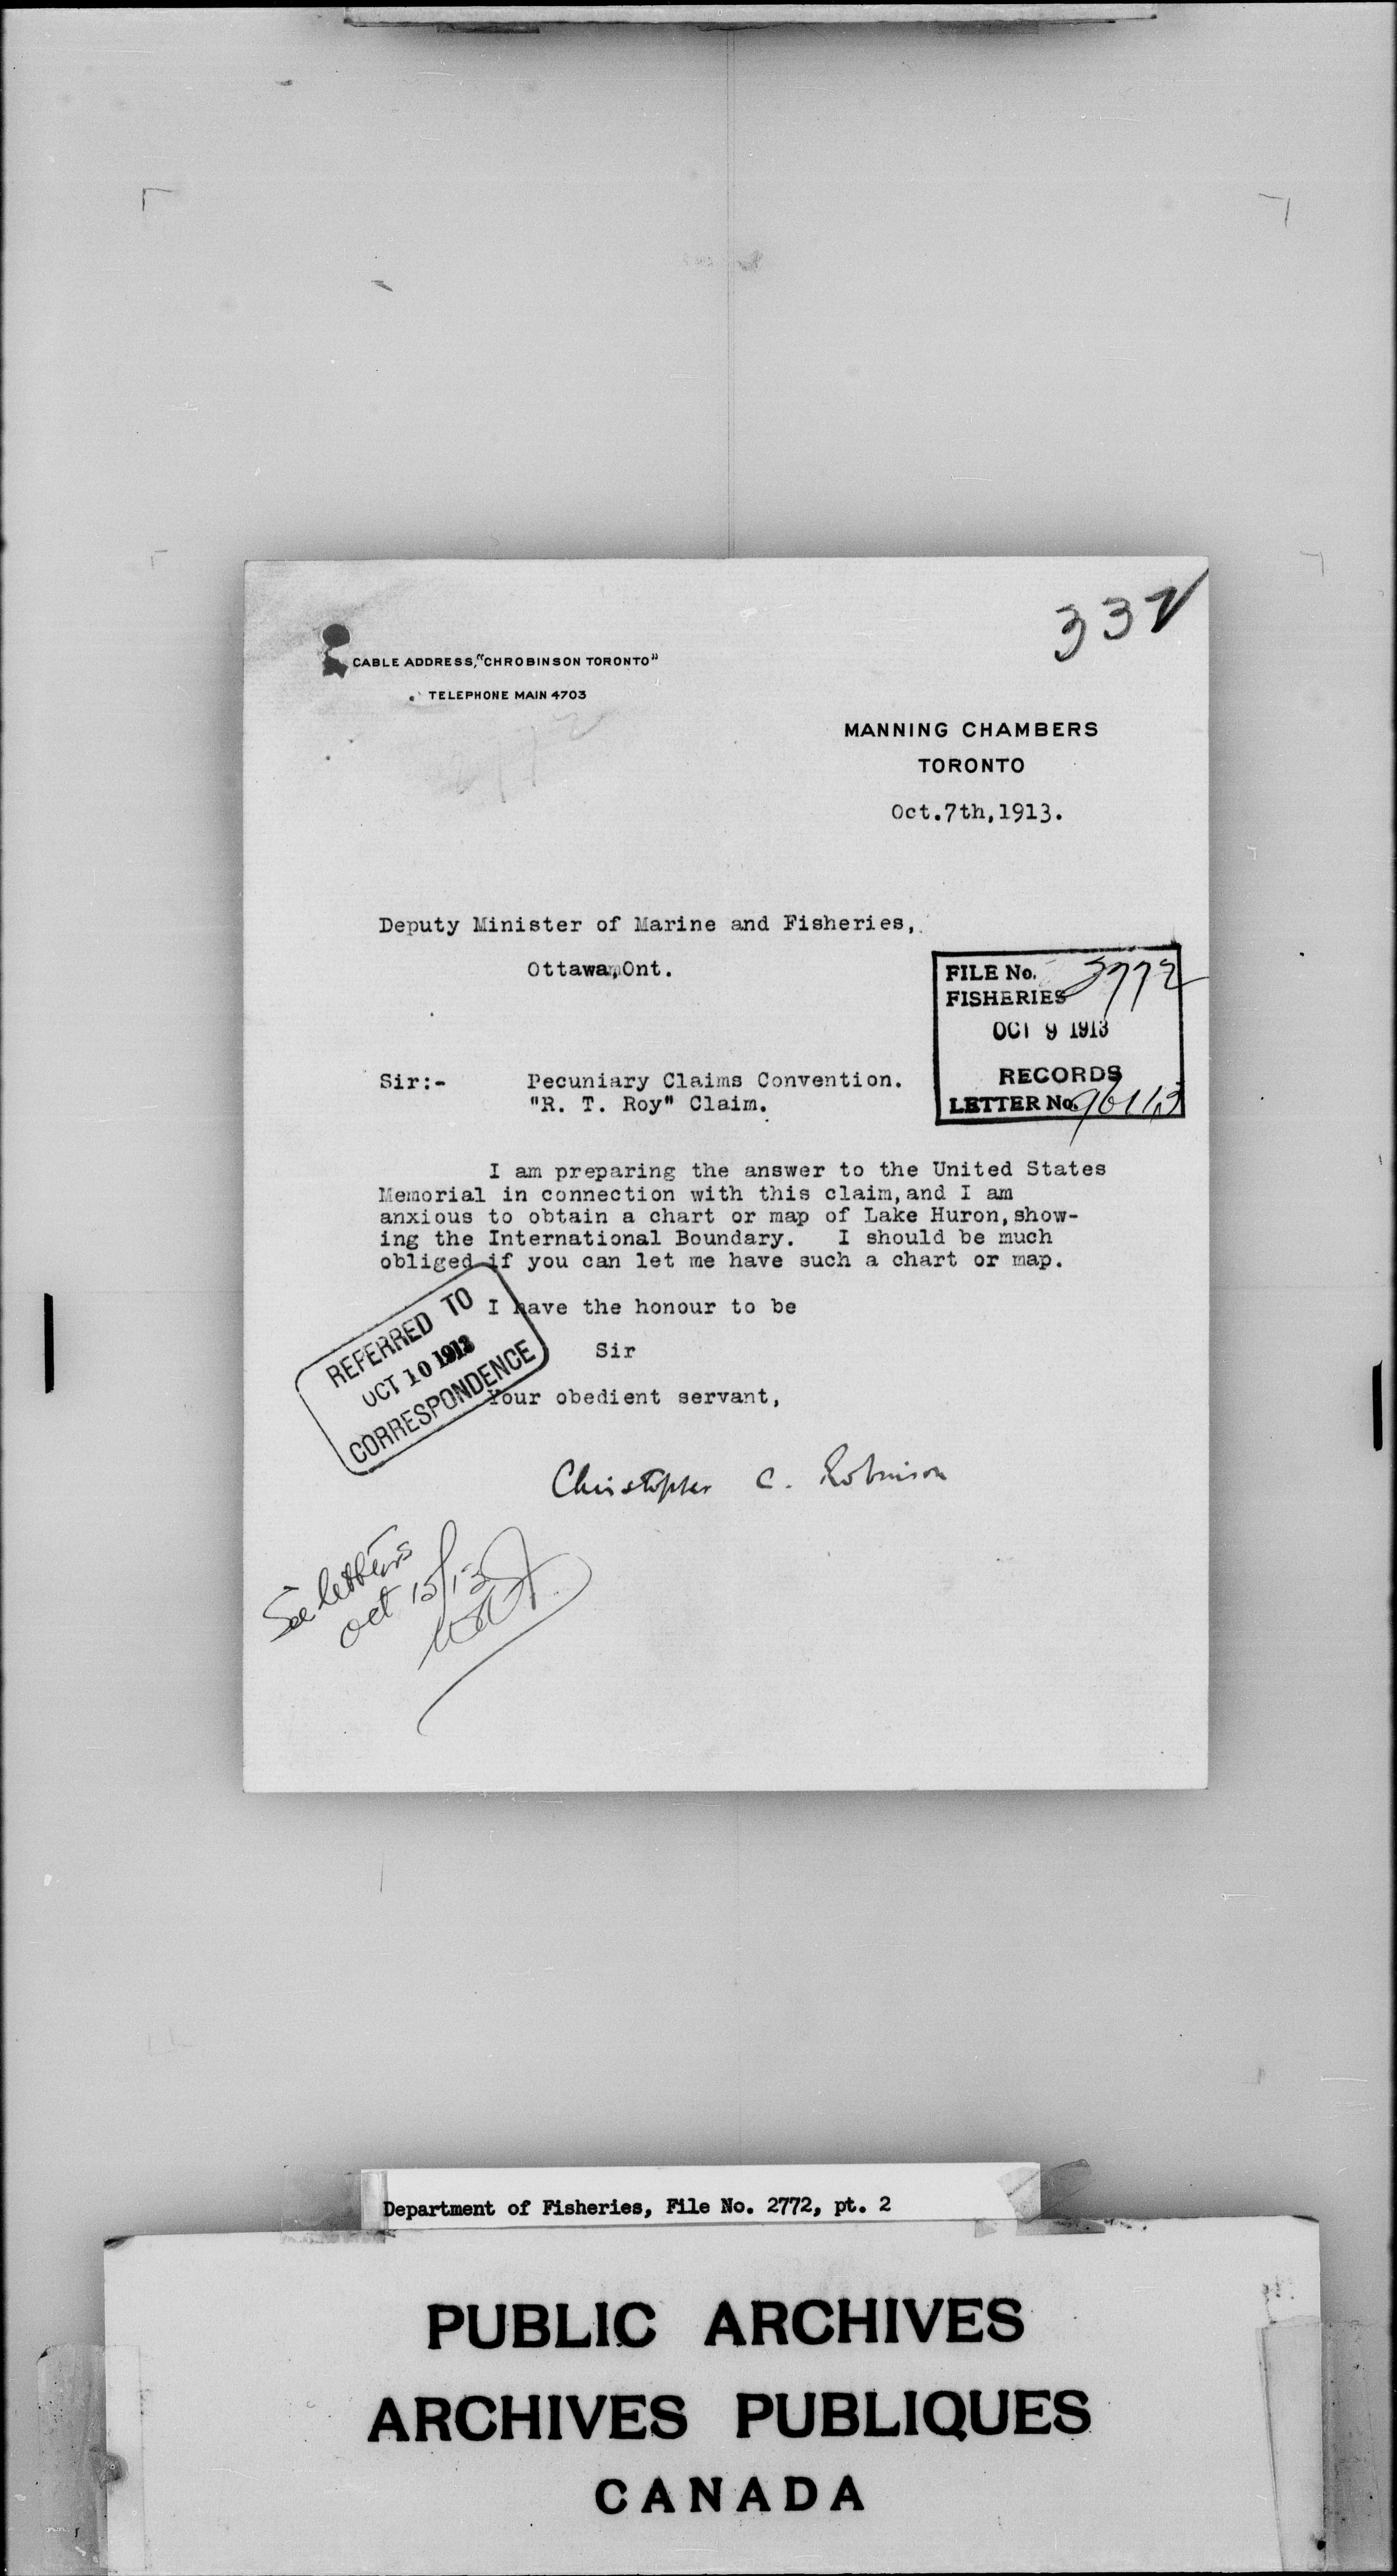 332
CABLE ADDRESS, "CHROBINSON TORONTO"
TELEPHONE MAIN 4703
MANNING CHAMBERS
TORONTO
Oct.7th,1913.
Deputy Minister of Marine and Fisheries,
Ottawa,Ont.
FILE No. 2772
FISHERIES
OCT 9 1913
RECORDS
LETTER No.
Sir:- Pecuniary Claims Convention.
"R. T. Roy" Claim.
I am preparing the answer to the United States
Memorial in connection with this claim,and I am
anxious to obtain a chart or map of Lake Huron,show-
ing the International Boundary. I should be much
obliged if you can let me have such a chart or map.
I have the honour to be
Sir
Your obedient servant,
REFERRED TO
OCT 10 1913
CORRESPONDENCE
Christopher C. Robinson
See letters
Oct 15/13
Department of Fisheries, File No. 2772, pt. 2
PUBLIC ARCHIVES
ARCHIVES PUBLIQUES
CANADA